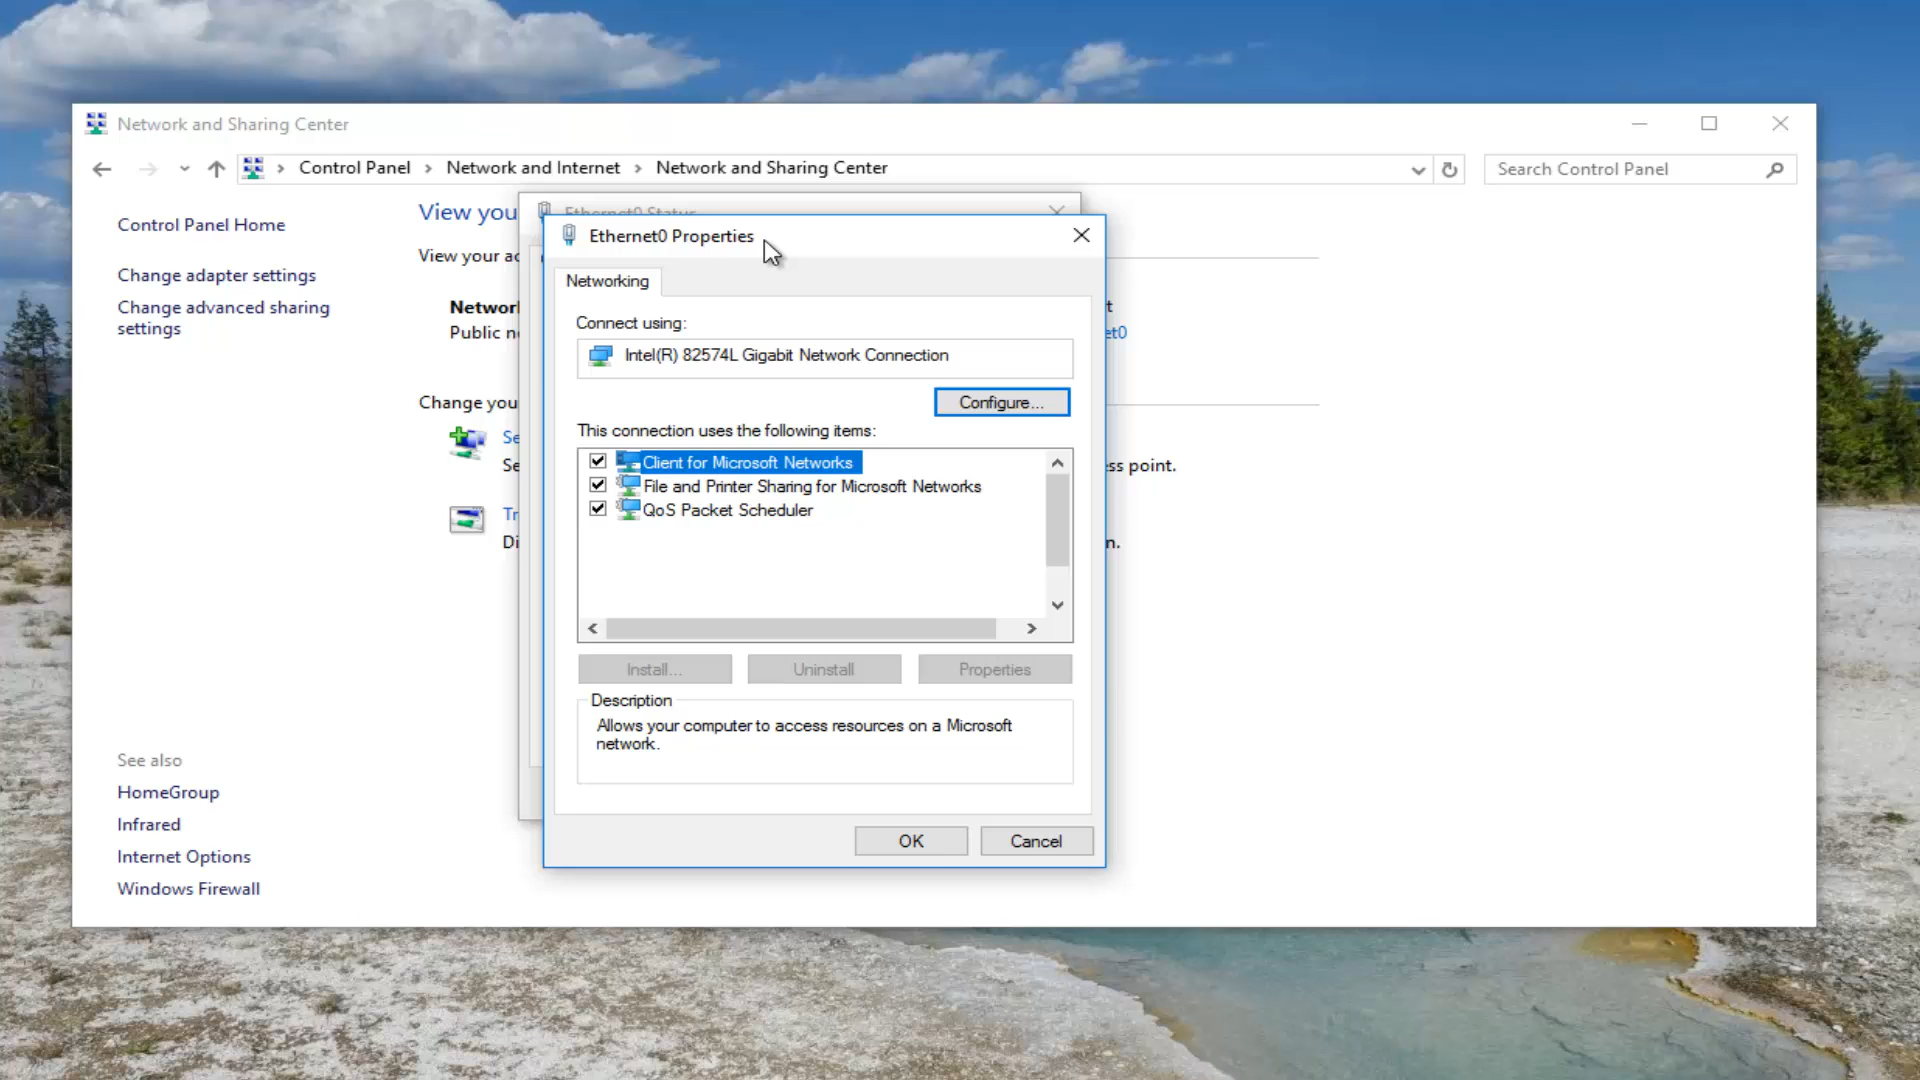 Network and Sharing Center
Control Panel > Network and Internet > Network and Sharing Center
Search Control Panel
Control Panel Home
Change adapter settings
Change advanced sharing
settings
See also
HomeGroup
Infrared
Internet Options
Windows Firewall
View you
View your ac
Networ
Public n
t
et0
Change you
Se
Se
ss point.
Tr
Di
n.
Ethernet0 Status
Ethernet0 Properties
Networking
Connect using:
Intel(R) 82574L Gigabit Network Connection
Configure...
This connection uses the following items:
Client for Microsoft Networks
File and Printer Sharing for Microsoft Networks
QoS Packet Scheduler
Install...
Uninstall
Properties
Description
Allows your computer to access resources on a Microsoft
network.
OK
Cancel